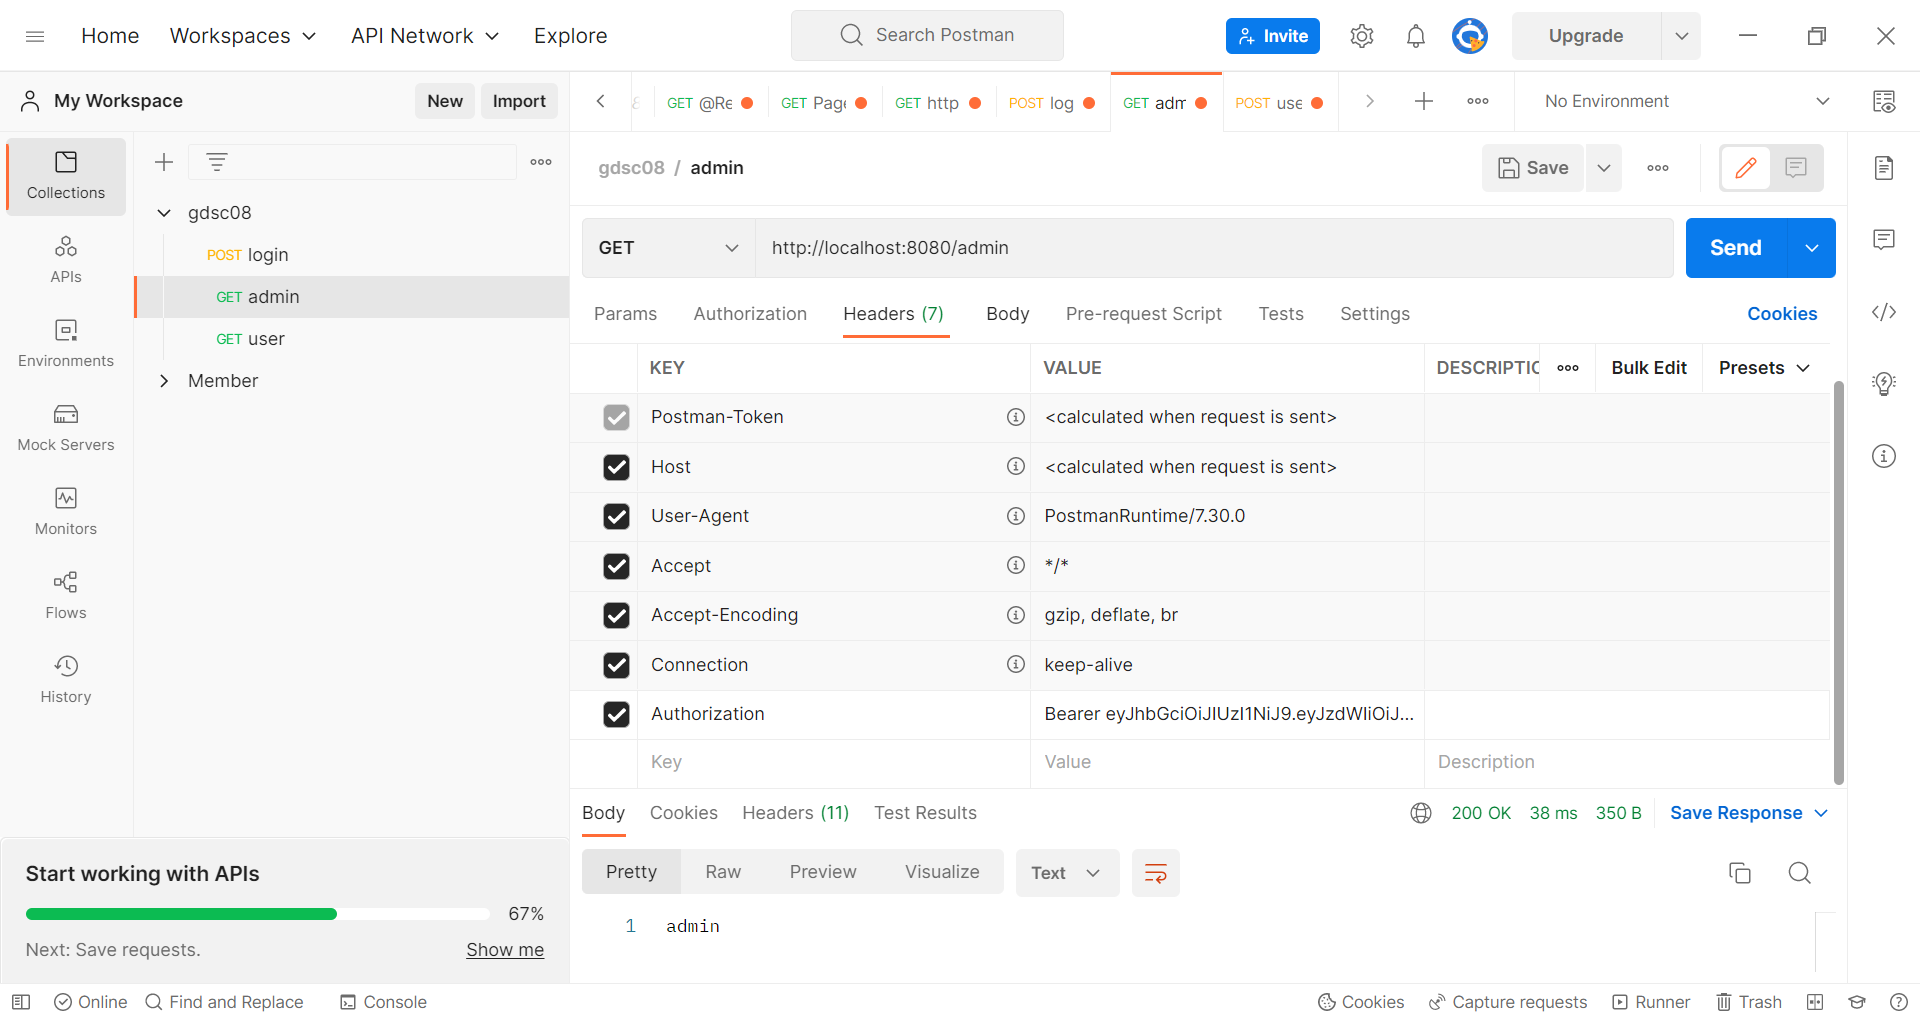 Home Workspaces API Network Explore Search Postman Invite Upgrade
My Workspace New Import
GET @Re GET Page GET http POST log GET adm POST use No Environment
Collections
APIs
Environments
Mock Servers
Monitors
Flows
History
gdsc08
POST login
GET admin
GET user
Member
gdsc08 / admin Save
GET http://localhost:8080/admin Send
Params Authorization Headers (7) Body Pre-request Script Tests Settings Cookies
KEY VALUE DESCRIPTIO Bulk Edit Presets
Postman-Token <calculated when request is sent>
Host <calculated when request is sent>
User-Agent PostmanRuntime/7.30.0
Accept */*
Accept-Encoding gzip, deflate, br
Connection keep-alive
Authorization Bearer eyJhbGciOiJIUzI1NiJ9.eyJzdWIiOiJ...
Key Value Description
Body Cookies Headers (11) Test Results 200 OK 38 ms 350 B Save Response
Pretty Raw Preview Visualize Text
1 admin
Start working with APIs
67%
Next: Save requests. Show me
Online Find and Replace Console Cookies Capture requests Runner Trash